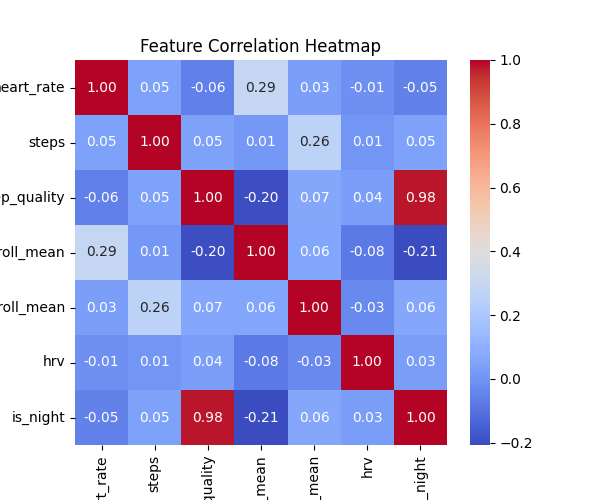 Feature Correlation Heatmap
heart_rate 1.00 0.05 -0.06 0.29 0.03 -0.01 -0.05
steps 0.05 1.00 0.05 0.01 0.26 0.01 0.05
ep_quality -0.06 0.05 1.00 -0.20 0.07 0.04 0.98
roll_mean 0.29 0.01 -0.20 1.00 0.06 -0.08 -0.21
roll_mean 0.03 0.26 0.07 0.06 1.00 -0.03 0.06
hrv -0.01 0.01 0.04 -0.08 -0.03 1.00 0.03
is_night -0.05 0.05 0.98 -0.21 0.06 0.03 1.00
rt_rate
steps
quality
_mean
_mean
hrv
_night
1.0
0.8
0.6
0.4
0.2
0.0
−0.2